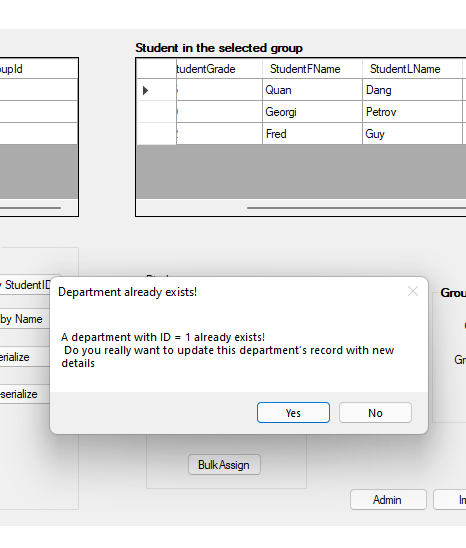 Student in the selected group
upId
tudentGrade StudentFName StudentLName
Quan Dang
Georgi Petrov
Fred Guy
StudentID
by Name
erialize
serialize
Department already exists!
A department with ID = 1 already exists!
Do you really want to update this department's record with new
details
Yes No
Grou
Gr
BulkAssign
Admin